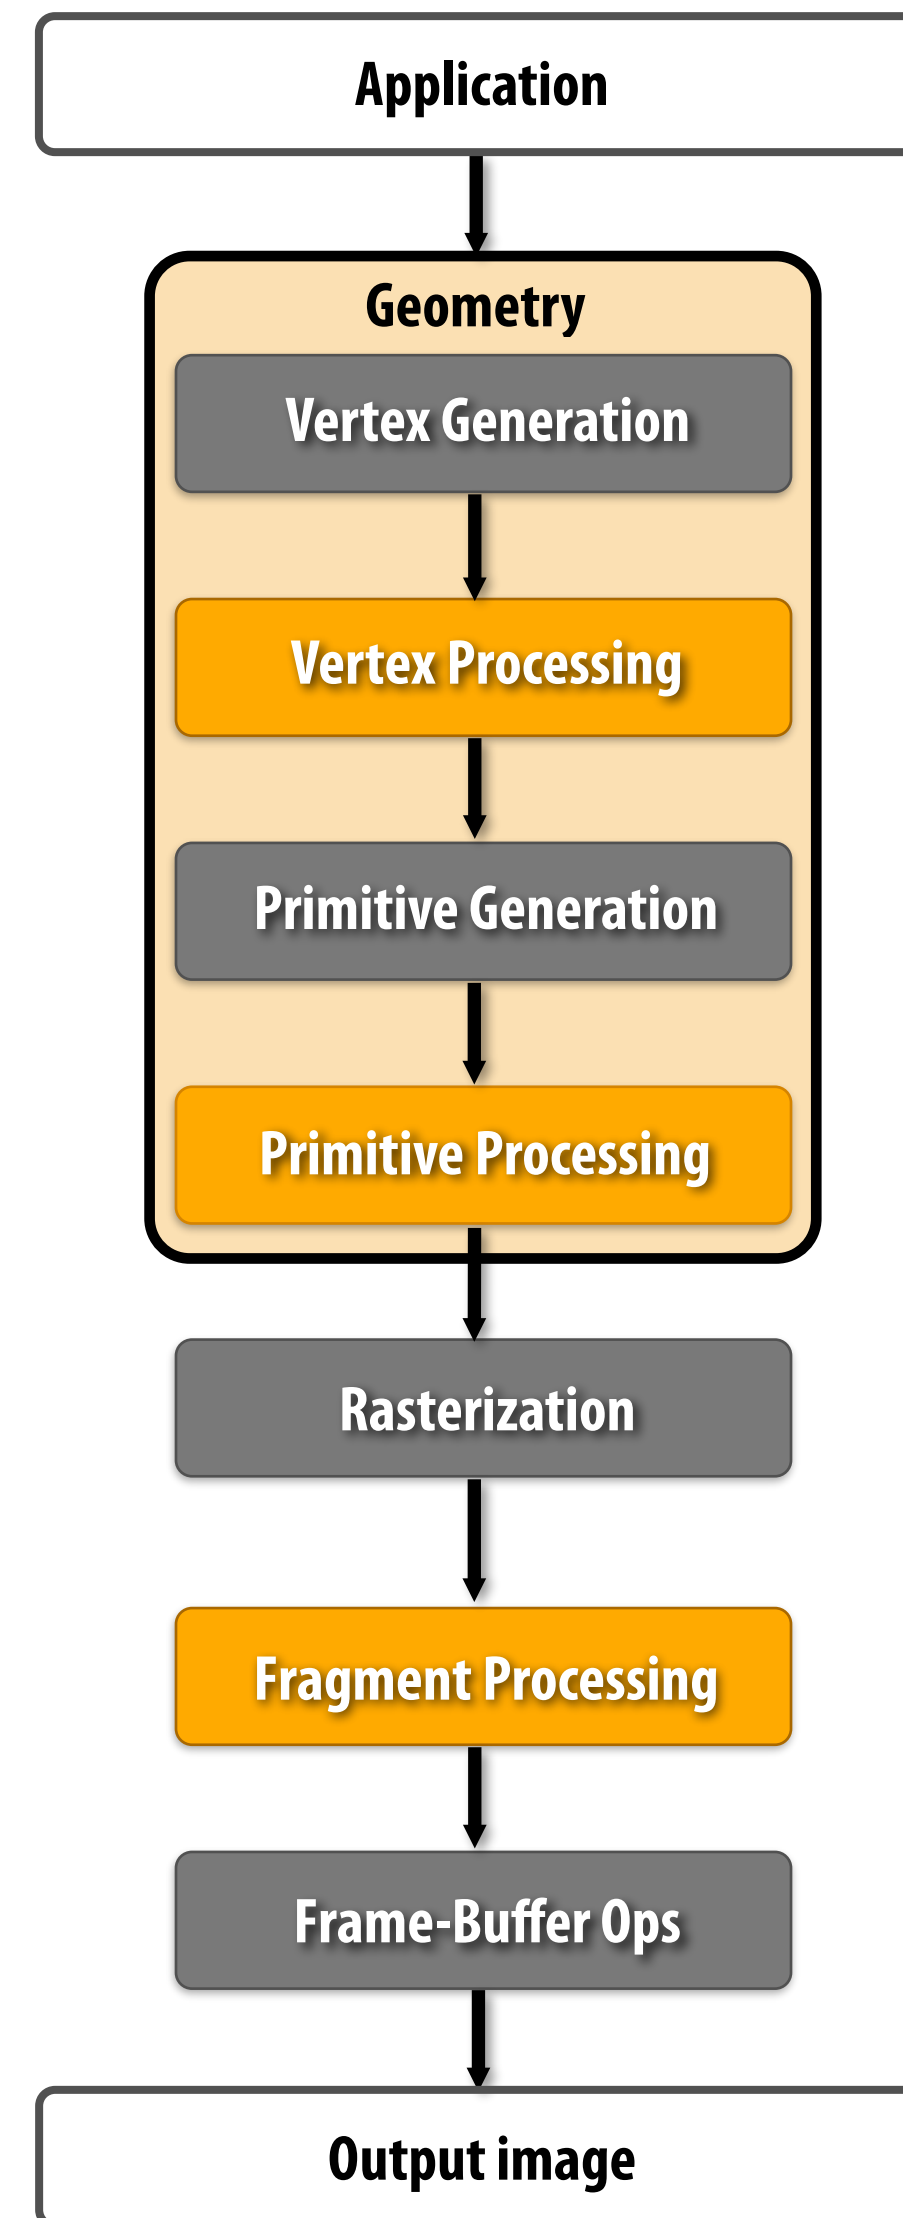 Application
Geometry
Vertex Generation
Vertex Processing
Primitive Generation
Primitive Processing
Rasterization
Fragment Processing
Frame-Buffer Ops
Output image